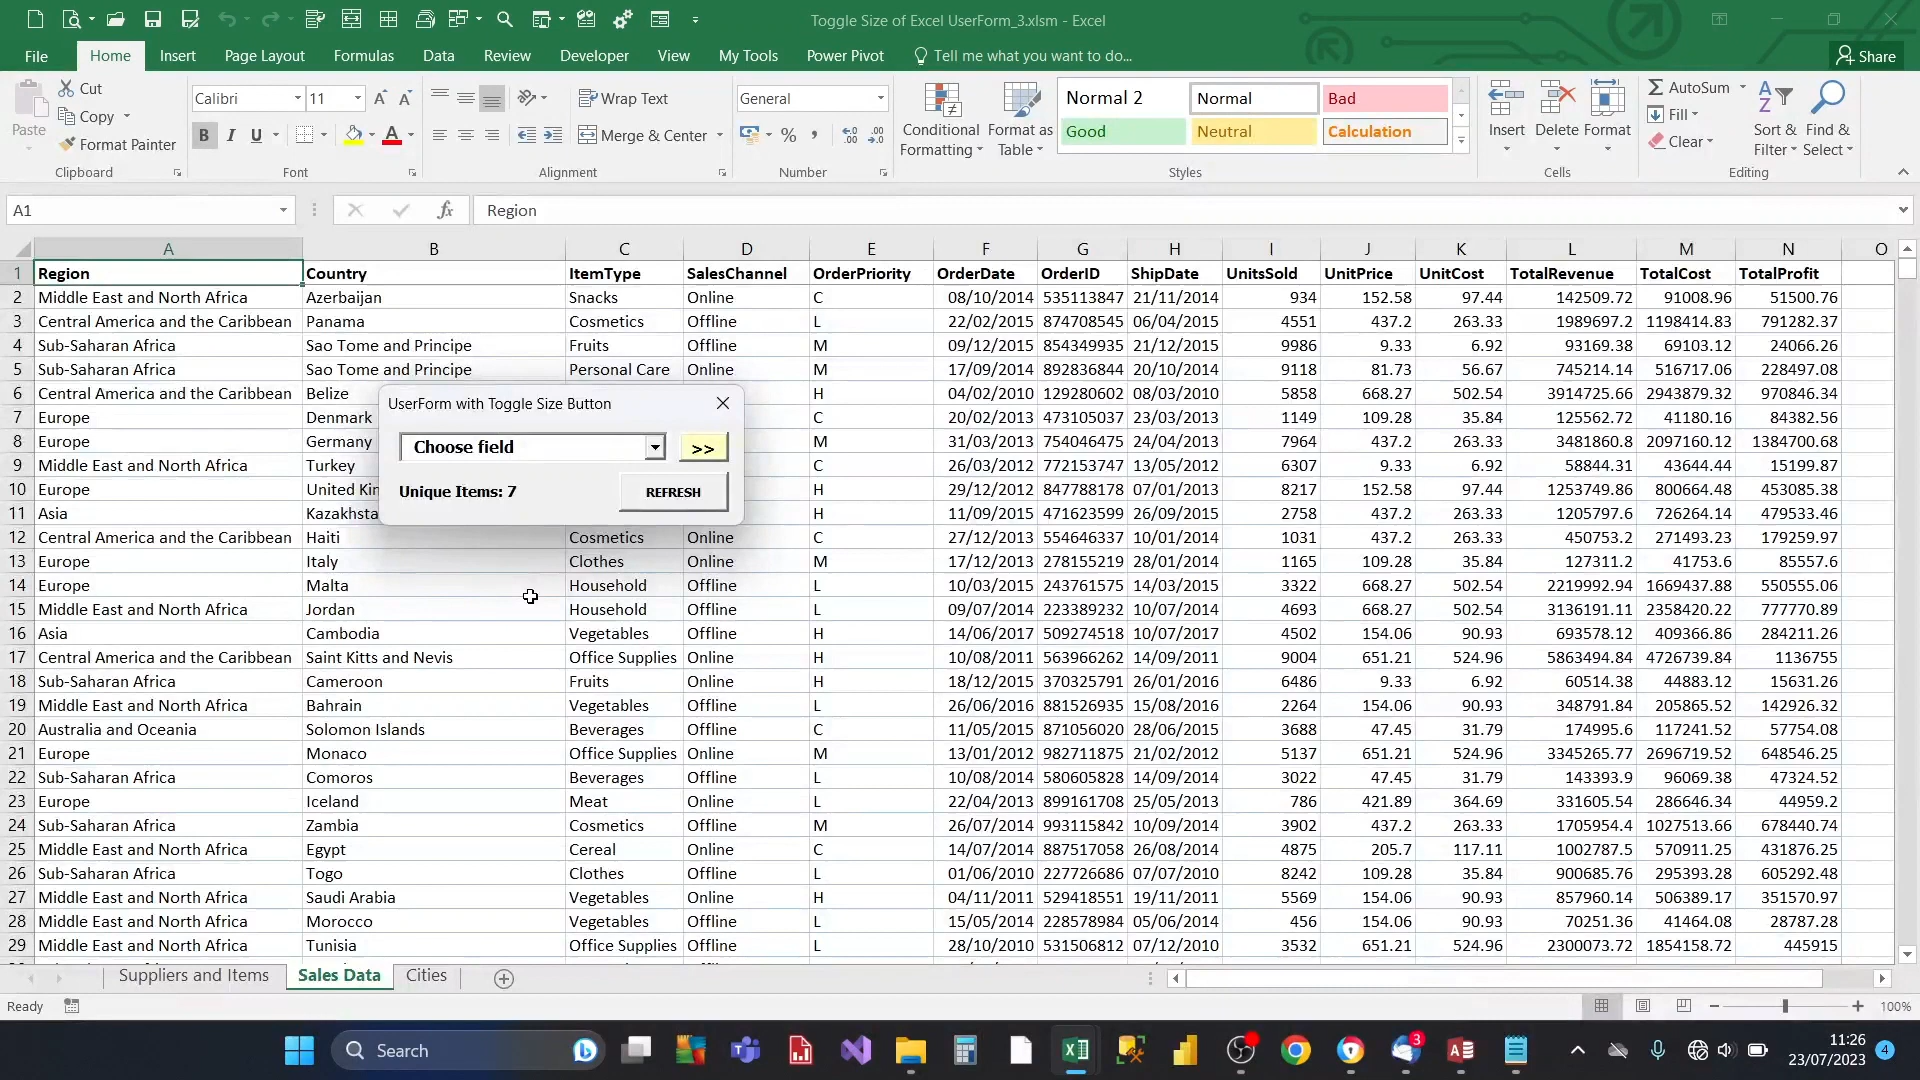 Toggle Size of Excel UserForm_3.xlsm - Excel
File Home Insert Page Layout Formulas Data Review Developer View My Tools Power Pivot Tell me what you want to do... Share
Paste Cut Copy Format Painter Clipboard
Calibri 11 B I U A Font
Wrap Text Merge & Center Alignment
General % , Number
Conditional Formatting Format as Table
Normal 2 Normal Bad
Good Neutral Calculation
Styles
Insert Delete Format Cells
AutoSum Fill Clear Sort & Filter Find & Select Editing
A1 fx Region
A B C D E F G H I J K L M N O
1 Region Country ItemType SalesChannel OrderPriority OrderDate OrderID ShipDate UnitsSold UnitPrice UnitCost TotalRevenue TotalCost TotalProfit
2 Middle East and North Africa Azerbaijan Snacks Online C 08/10/2014 535113847 21/11/2014 934 152.58 97.44 142509.72 91008.96 51500.76
3 Central America and the Caribbean Panama Cosmetics Offline L 22/02/2015 874708545 06/04/2015 4551 437.2 263.33 1989697.2 1198414.83 791282.37
4 Sub-Saharan Africa Sao Tome and Principe Fruits Offline M 09/12/2015 854349935 21/12/2015 9986 9.33 6.92 93169.38 69103.12 24066.26
5 Sub-Saharan Africa Sao Tome and Principe Personal Care Online M 17/09/2014 892836844 20/10/2014 9118 81.73 56.67 745214.14 516717.06 228497.08
6 Central America and the Caribbean Belize H 04/02/2010 129280602 08/03/2010 5858 668.27 502.54 3914725.66 2943879.32 970846.34
7 Europe Denmark C 20/02/2013 473105037 23/03/2013 1149 109.28 35.84 125562.72 41180.16 84382.56
8 Europe Germany M 31/03/2013 754046475 24/04/2013 7964 437.2 263.33 3481860.8 2097160.12 1384700.68
9 Middle East and North Africa Turkey C 26/03/2012 772153747 13/05/2012 6307 9.33 6.92 58844.31 43644.44 15199.87
10 Europe United Kin H 29/12/2012 847788178 07/01/2013 8217 152.58 97.44 1253749.86 800664.48 453085.38
11 Asia Kazakhsta H 11/09/2015 471623599 26/09/2015 2758 437.2 263.33 1205797.6 726264.14 479533.46
12 Central America and the Caribbean Haiti Cosmetics Online C 27/12/2013 554646337 10/01/2014 1031 437.2 263.33 450753.2 271493.23 179259.97
13 Europe Italy Clothes Online M 17/12/2013 278155219 28/01/2014 1165 109.28 35.84 127311.2 41753.6 85557.6
14 Europe Malta Household Offline L 10/03/2015 243761575 14/03/2015 3322 668.27 502.54 2219992.94 1669437.88 550555.06
15 Middle East and North Africa Jordan Household Offline L 09/07/2014 223389232 10/07/2014 4693 668.27 502.54 3136191.11 2358420.22 777770.89
16 Asia Cambodia Vegetables Offline H 14/06/2017 509274518 10/07/2017 4502 154.06 90.93 693578.12 409366.86 284211.26
17 Central America and the Caribbean Saint Kitts and Nevis Office Supplies Online H 10/08/2011 563966262 14/09/2011 9004 651.21 524.96 5863494.84 4726739.84 1136755
18 Sub-Saharan Africa Cameroon Fruits Offline H 18/12/2015 370325791 26/01/2016 6486 9.33 6.92 60514.38 44883.12 15631.26
19 Middle East and North Africa Bahrain Vegetables Offline L 26/06/2016 881526935 15/08/2016 2264 154.06 90.93 348791.84 205865.52 142926.32
20 Australia and Oceania Solomon Islands Beverages Offline C 11/05/2015 871056020 28/06/2015 3688 47.45 31.79 174995.6 117241.52 57754.08
21 Europe Monaco Office Supplies Online M 13/01/2012 982711875 21/02/2012 5137 651.21 524.96 3345265.77 2696719.52 648546.25
22 Sub-Saharan Africa Comoros Beverages Offline L 10/08/2014 580605828 14/09/2014 3022 47.45 31.79 143393.9 96069.38 47324.52
23 Europe Iceland Meat Online L 22/04/2013 899161708 25/05/2013 786 421.89 364.69 331605.54 286646.34 44959.2
24 Sub-Saharan Africa Zambia Cosmetics Offline M 26/07/2014 993115842 10/09/2014 3902 437.2 263.33 1705954.4 1027513.66 678440.74
25 Middle East and North Africa Egypt Cereal Online C 14/07/2014 887517058 26/08/2014 4875 205.7 117.11 1002787.5 570911.25 431876.25
26 Sub-Saharan Africa Togo Clothes Offline L 01/06/2010 227726686 07/07/2010 8242 109.28 35.84 900685.76 295393.28 605292.48
27 Middle East and North Africa Saudi Arabia Vegetables Online H 04/11/2011 529418551 19/11/2011 5569 154.06 90.93 857960.14 506389.17 351570.97
28 Middle East and North Africa Morocco Vegetables Offline L 15/05/2014 228578984 05/06/2014 456 154.06 90.93 70251.36 41464.08 28787.28
29 Middle East and North Africa Tunisia Office Supplies Offline L 28/10/2010 531506812 07/12/2010 3532 651.21 524.96 2300073.72 1854158.72 445915
UserForm with Toggle Size Button
Choose field >>
Unique Items: 7 REFRESH
Suppliers and Items Sales Data Cities
Ready 100%
Search 3 11:26
23/07/2023 4